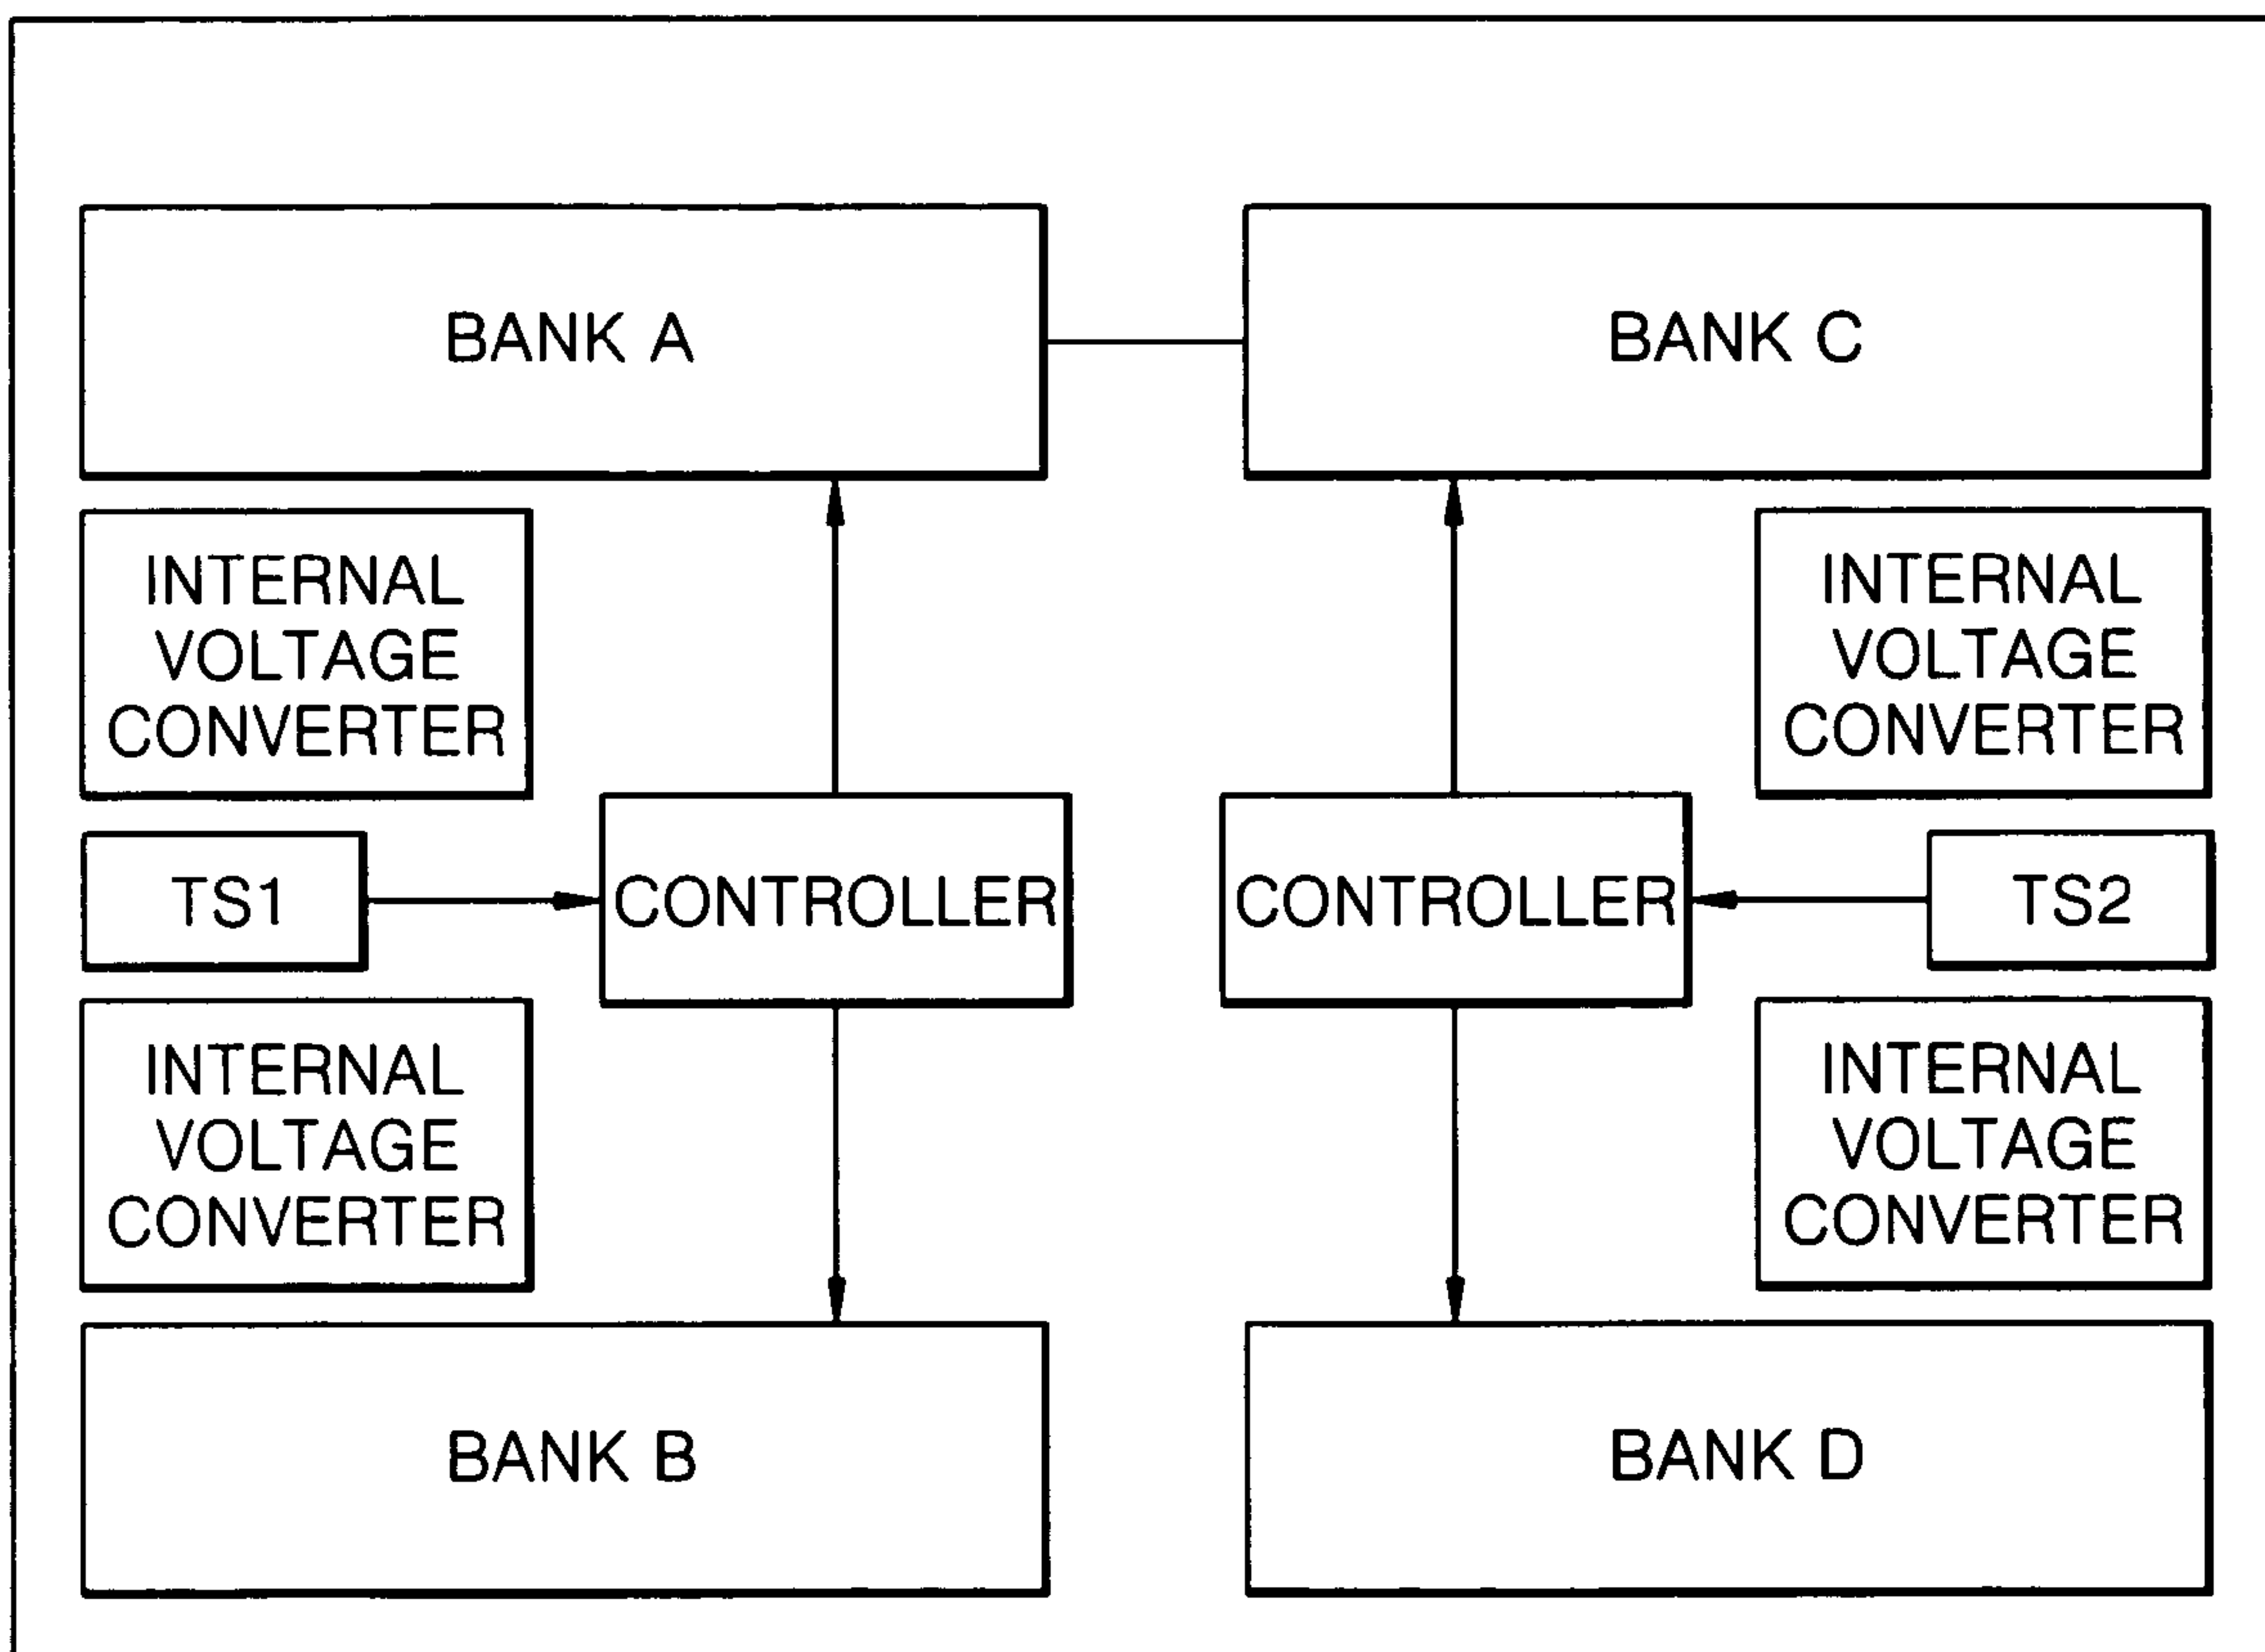 BANK A
BANK C
INTERNAL
VOLTAGE
CONVERTER
INTERNAL
VOLTAGE
CONVERTER
TS1
CONTROLLER
CONTROLLER
TS2
INTERNAL
VOLTAGE
CONVERTER
INTERNAL
VOLTAGE
CONVERTER
BANK B
BANK D